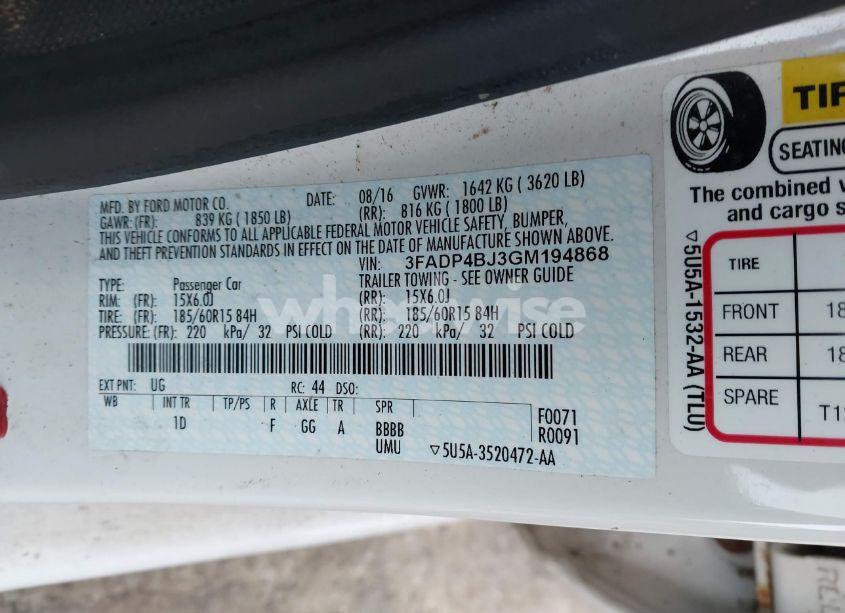 MFD. BY FORD MOTOR CO. DATE: 08/16 GVWR: 1642 KG ( 3620 LB)
GAWR: (FR): 839 KG ( 1850 LB) (RR): 816 KG ( 1800 LB)
THIS VEHICLE CONFORMS TO ALL APPLICABLE FEDERAL MOTOR VEHICLE SAFETY, BUMPER,
AND THEFT PREVENTION STANDARDS IN EFFECT ON THE DATE OF MANUFACTURE SHOWN ABOVE.
VIN: 3FADP4BJ3GM194868
TYPE: Passenger Car TRAILER TOWING - SEE OWNER GUIDE
RIM: (FR): 15X6.0J (RR): 15X6.0J
TIRE: (FR): 185/60R15 84H (RR): 185/60R15 84H
PRESSURE: (FR): 220 kPa/ 32 PSI COLD (RR): 220 kPa/ 32 PSI COLD
EXT PNT: UG RC: 44 DSO:
WB INT TR TP/PS R AXLE TR SPR F0071
1D F GG A BBBB R0091
UMU ▽5U5A-3520472-AA
wheelwise
SEATING
The combined
and cargo
▽5U5A-1532-AA (TLU)
TIRE
FRONT 18
REAR 18
SPARE